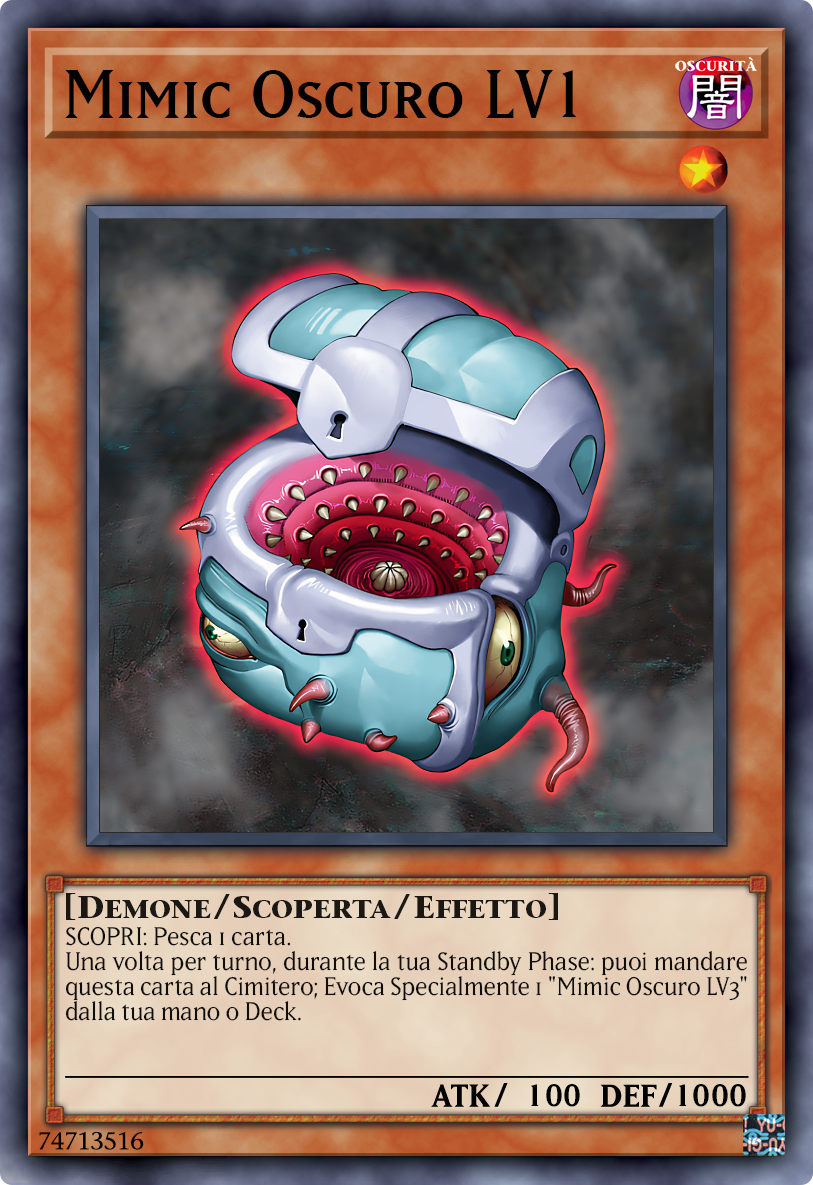 Mimic Oscuro LV1
OSCURITÀ
闇
[Demone/Scoperta/Effetto]
SCOPRI: Pesca 1 carta.
Una volta per turno, durante la tua Standby Phase: puoi mandare
questa carta al Cimitero; Evoca Specialmente 1 "Mimic Oscuro LV3"
dalla tua mano o Deck.
ATK/ 100 DEF/1000
74713516